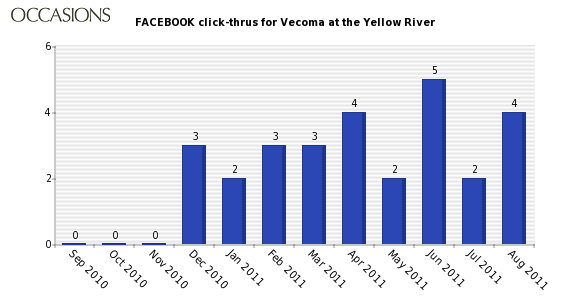 OCCASIONS
FACEBOOK click-thrus for Vecoma at the Yellow River
6
4
2
0
0
0
0
3
2
3
3
4
2
5
2
4
Sep 2010
Oct 2010
Nov 2010
Dec 2010
Jan 2011
Feb 2011
Mar 2011
Apr 2011
May 2011
Jun 2011
Jul 2011
Aug 2011